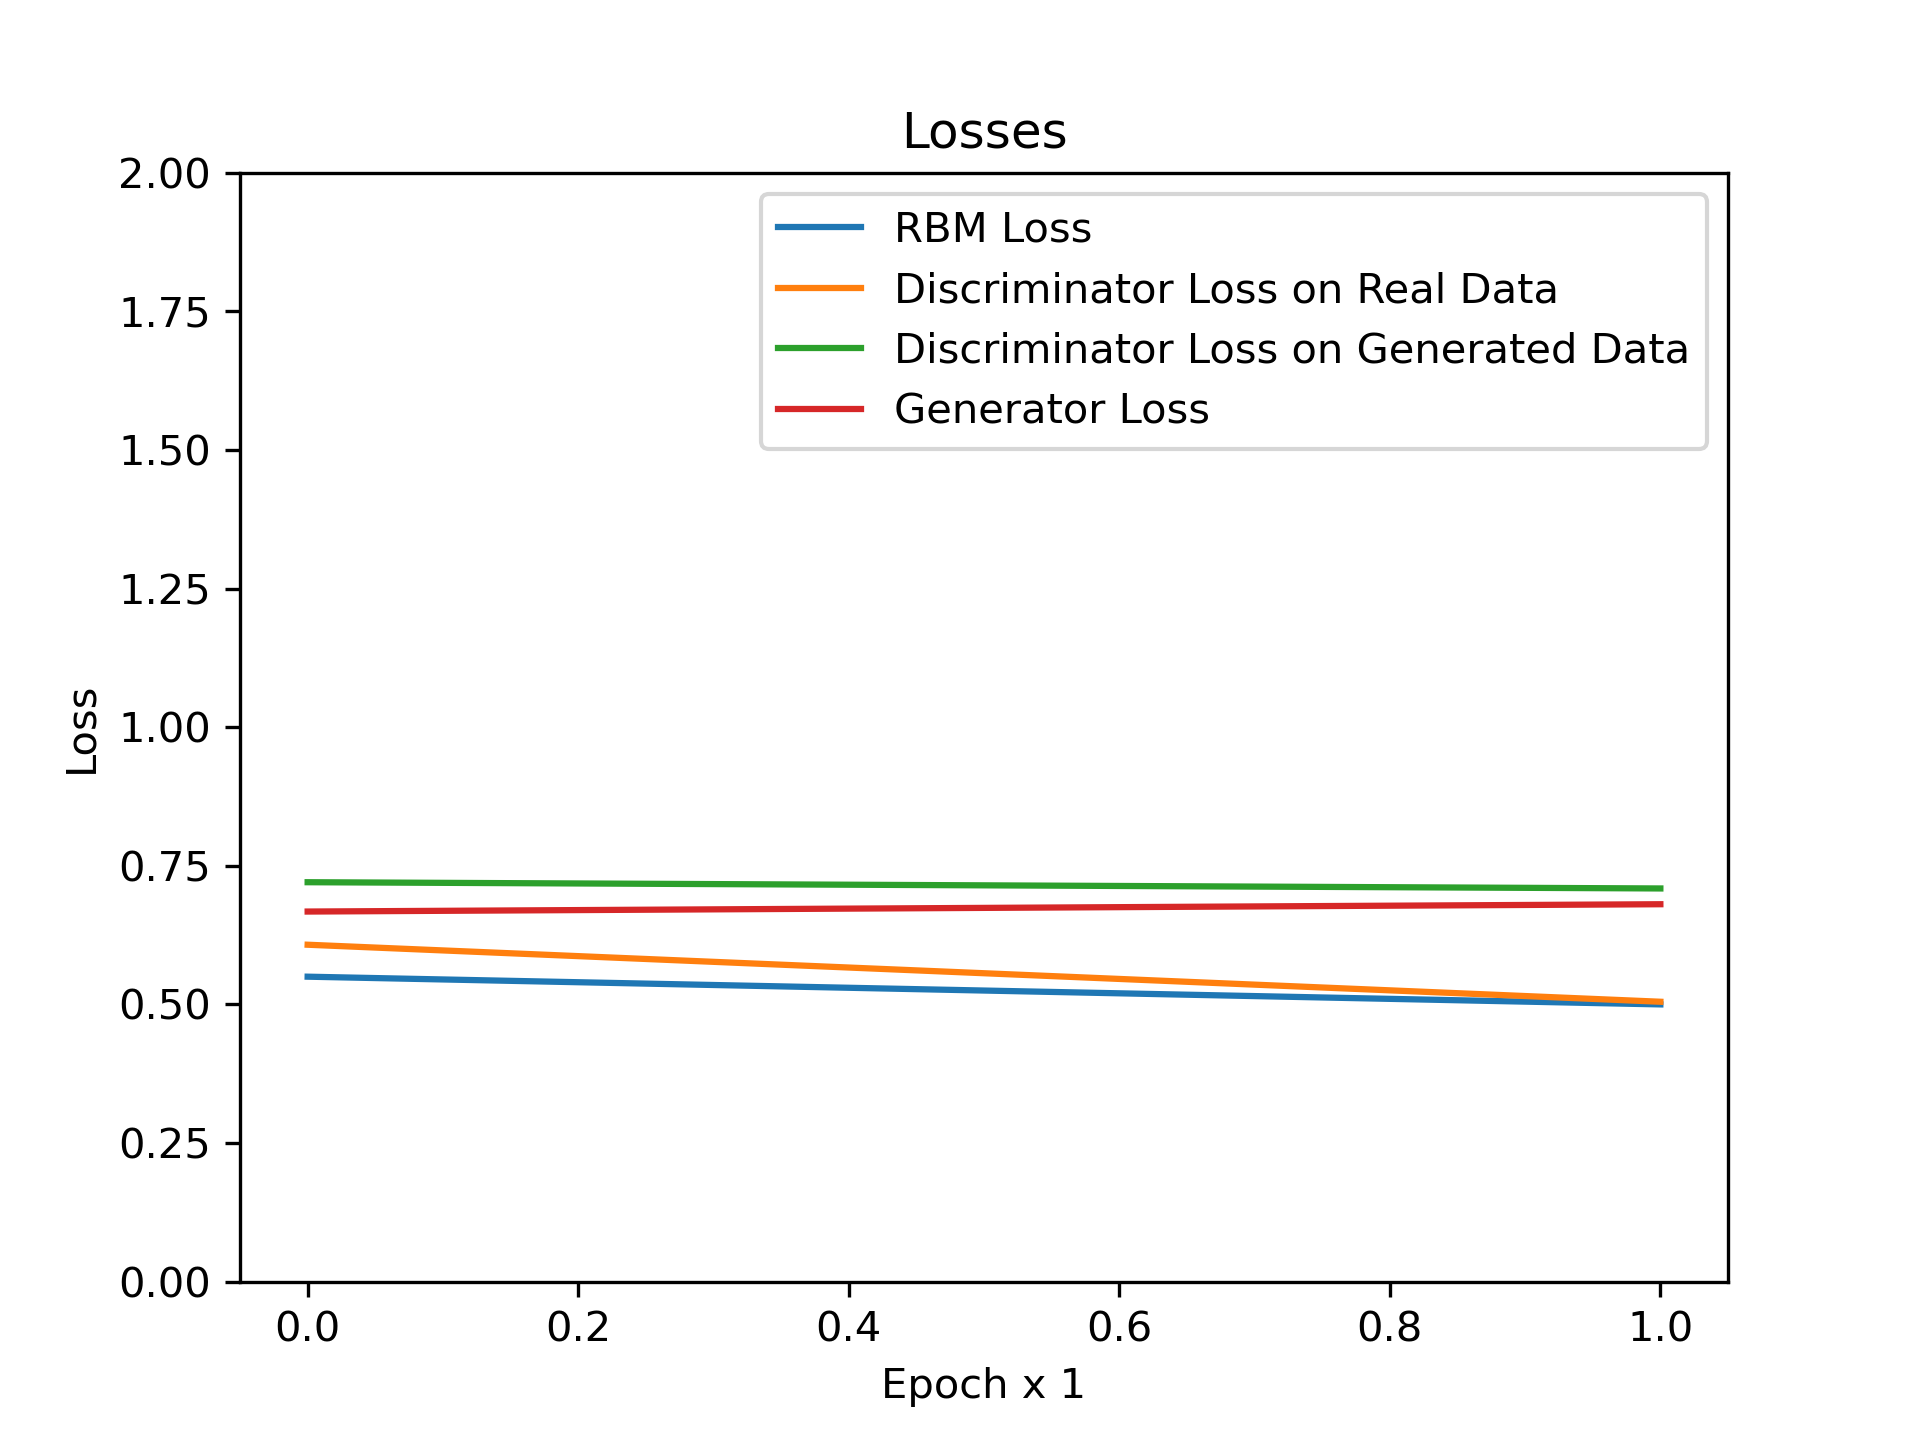 Losses
2.00
1.75
1.50
1.25
1.00
0.75
0.50
0.25
0.00
Loss
RBM Loss
Discriminator Loss on Real Data
Discriminator Loss on Generated Data
Generator Loss
0.0 0.2 0.4 0.6 0.8 1.0
Epoch x 1